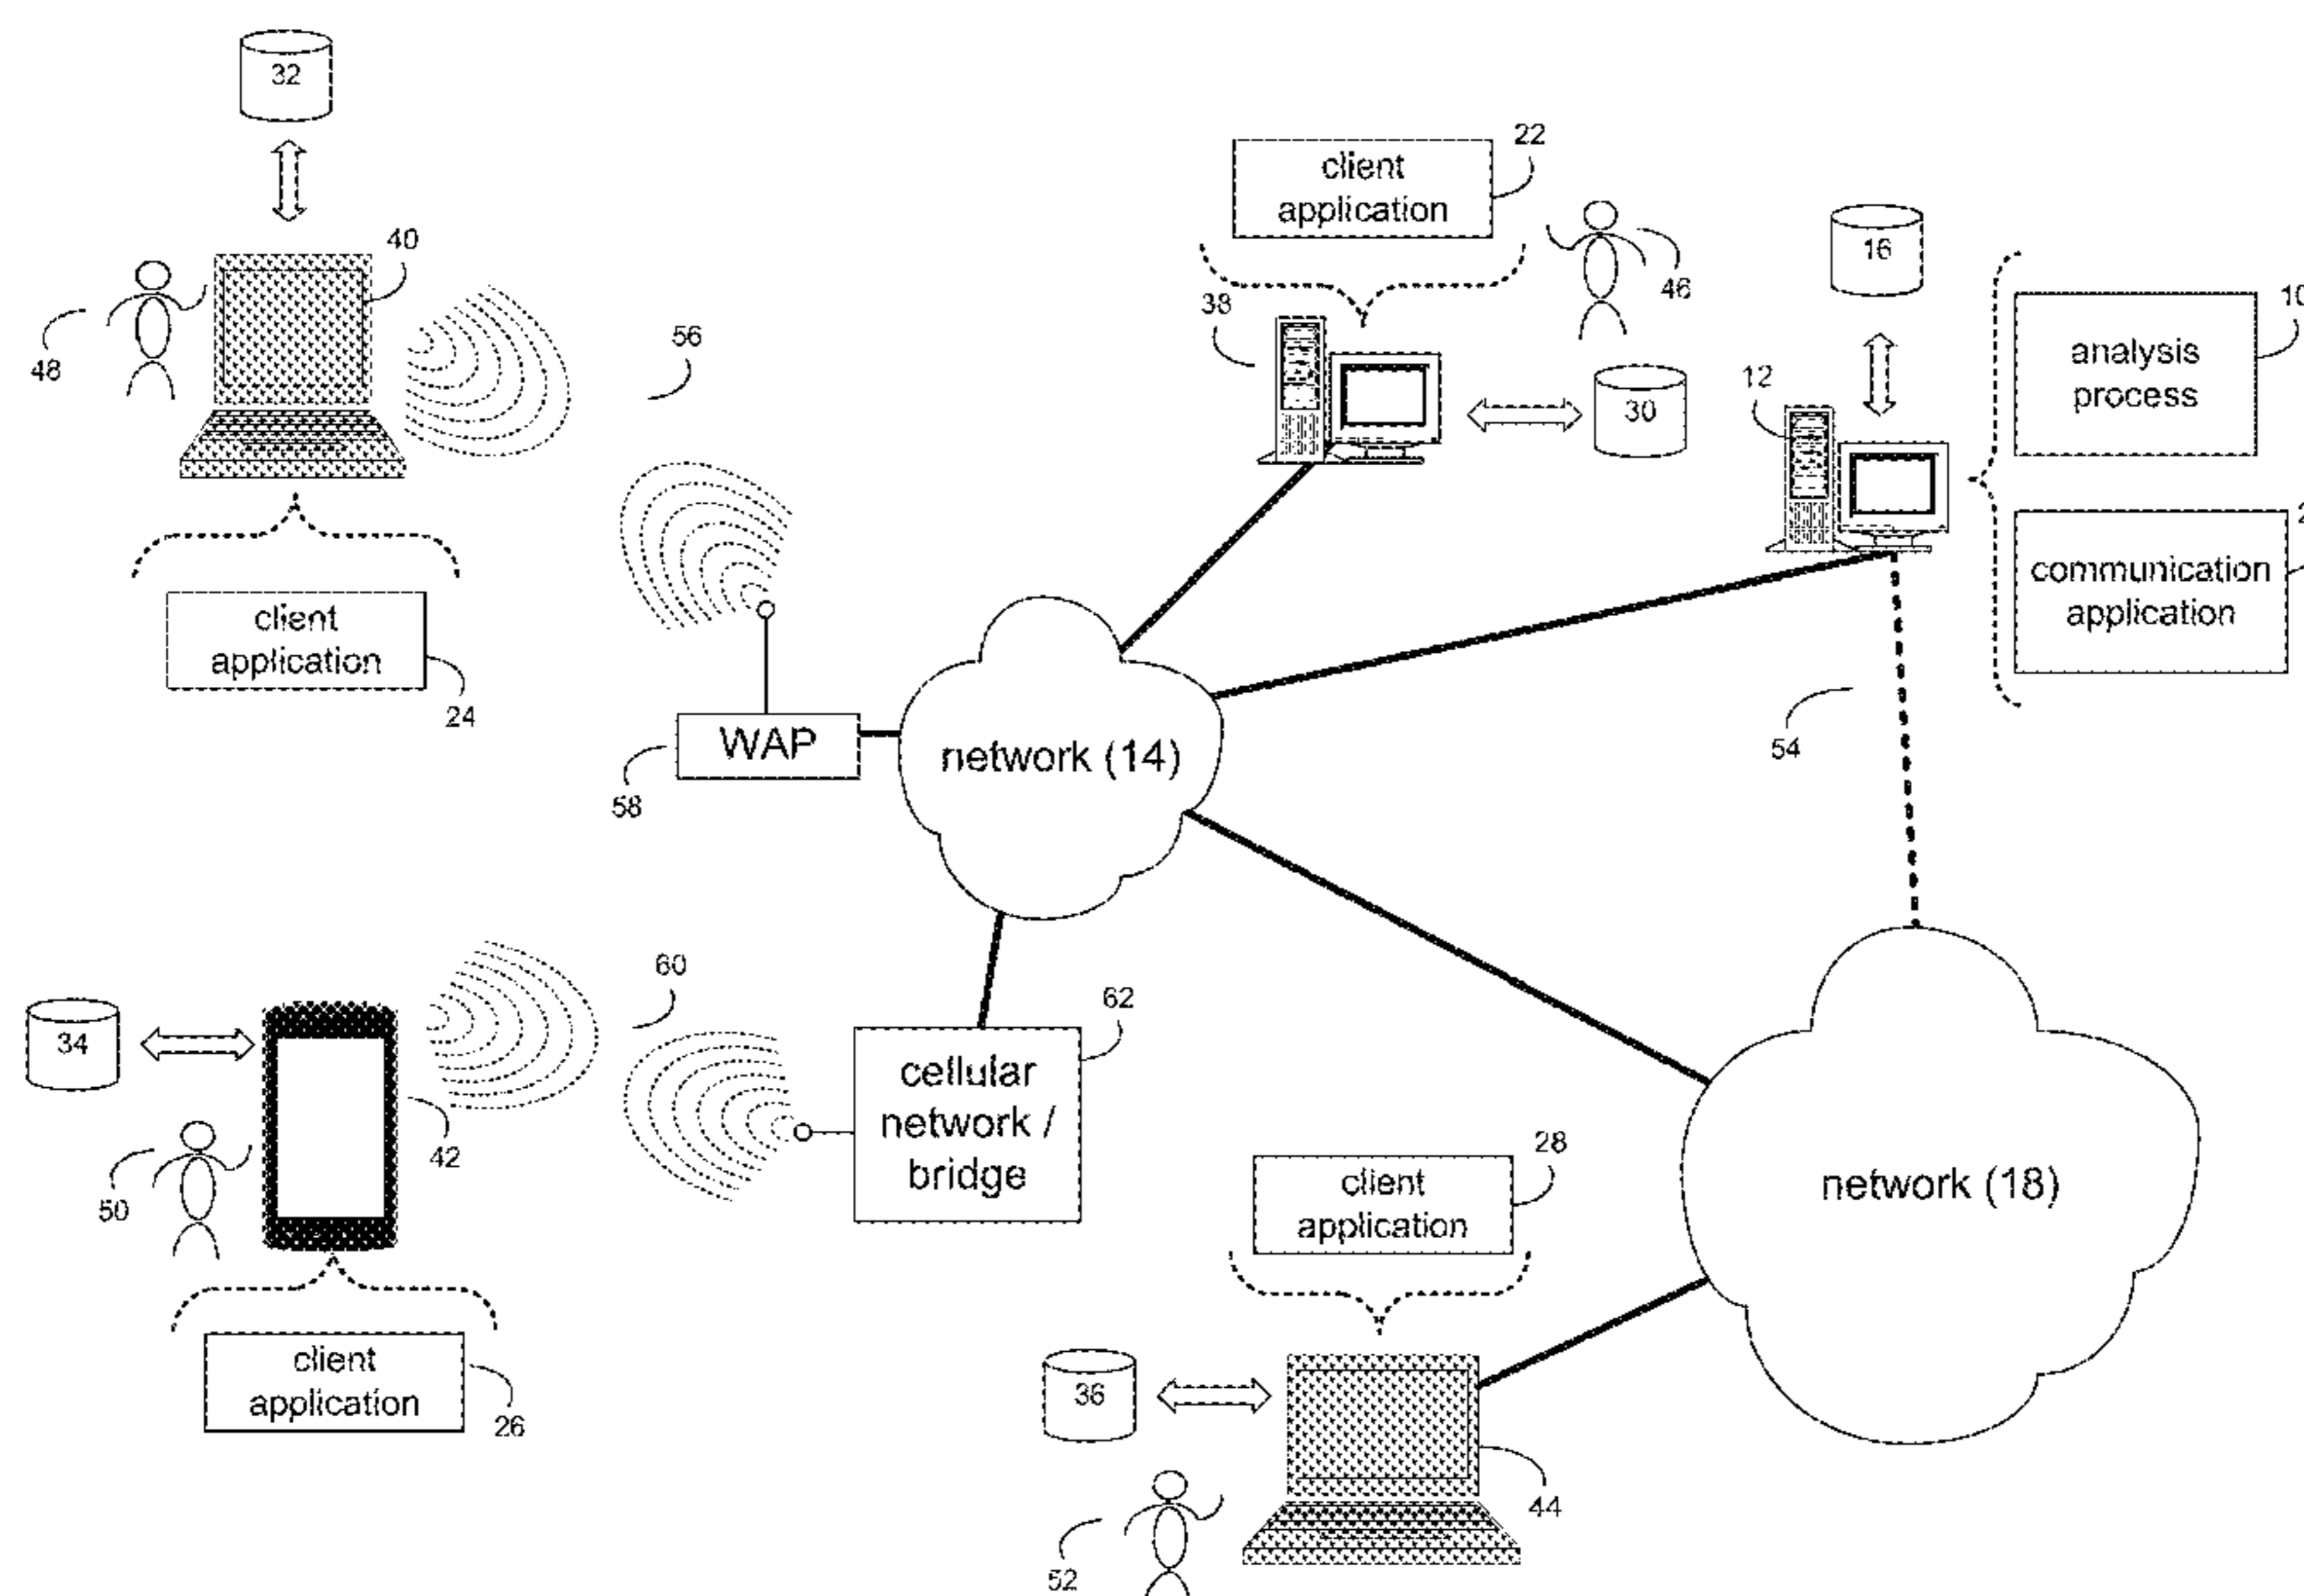 32
40
48
56
client
application
24
22
client
application
46
38
30
16
12
10
analysis
process
communication
application
54
WAP
58
network (14)
60
62
34
42
50
cellular
network /
bridge
client
application
26
28
client
application
network (18)
36
44
52